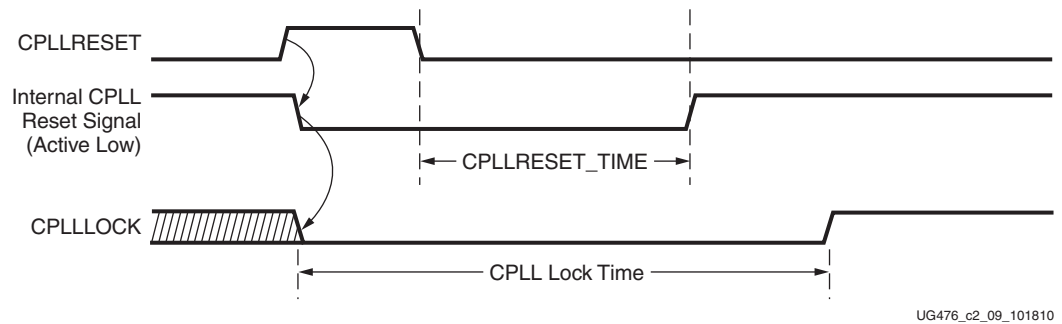 CPLLRESET
Internal CPLL
Reset Signal
(Active Low)
CPLLRESET_TIME
CPLLLOCK
CPLL Lock Time
UG476_c2_09_101810